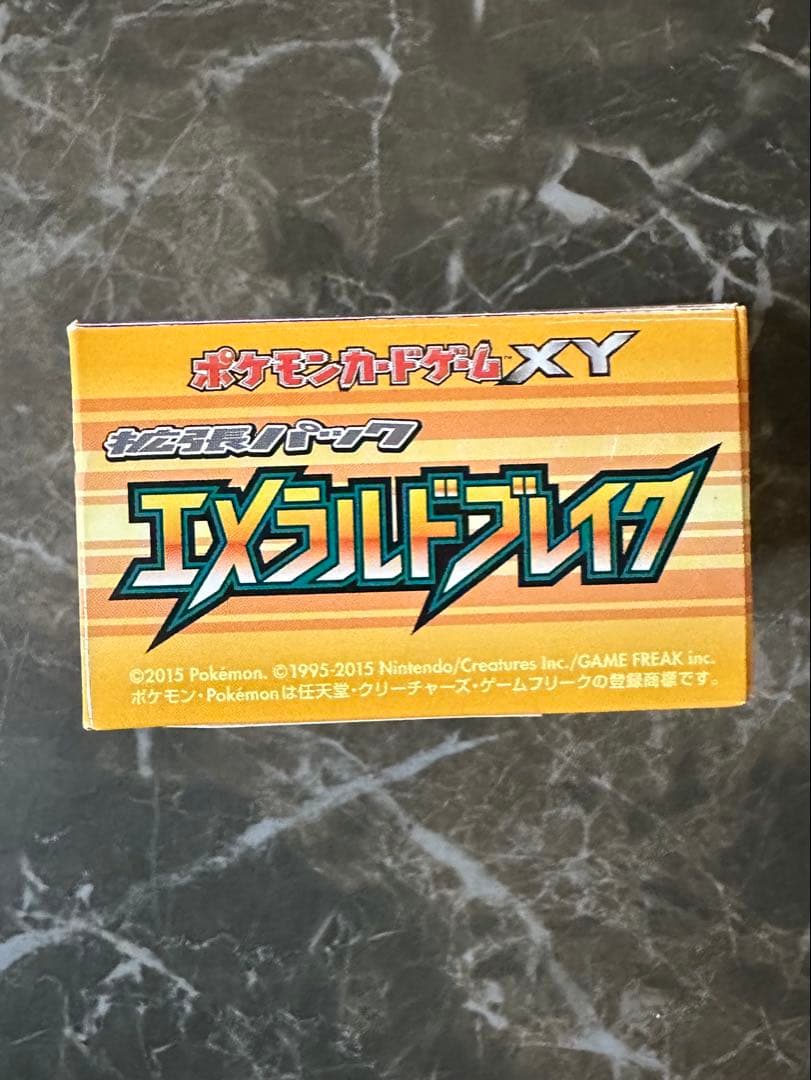 ポケモンカードゲーム™XY
拡張パック
エメラルドブレイク
©2015 Pokémon. ©1995-2015 Nintendo/Creatures Inc./GAME FREAK inc.
ポケモン・Pokémonは任天堂・クリーチャーズ・ゲームフリークの登録商標です。